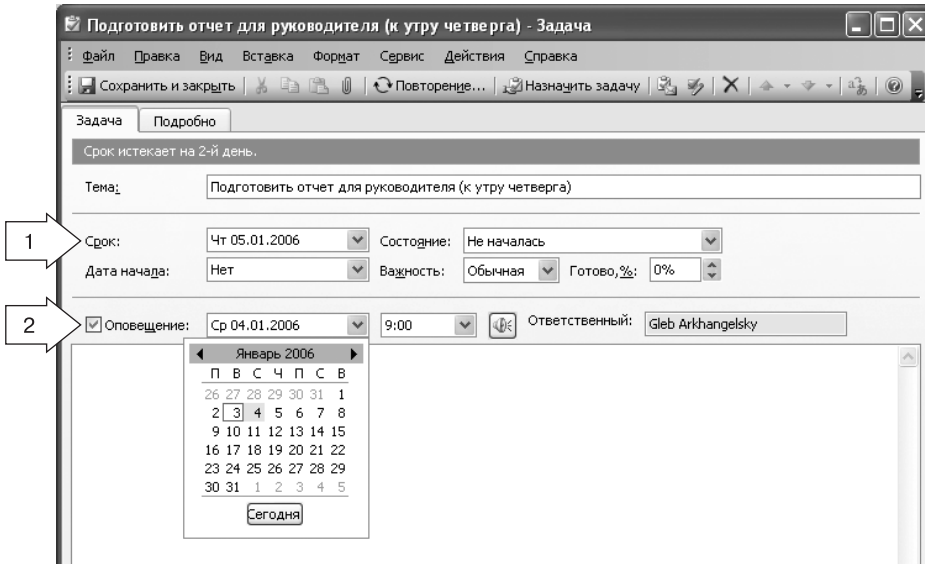 Подготовить отчет для руководителя (к утру четверга) - Задача
Файл Правка Вид Вставка Формат Сервис Действия Справка
Сохранить и закрыть Повторение... Назначить задачу
Задача Подробно
Срок истекает на 2-й день.
Тема: Подготовить отчет для руководителя (к утру четверга)
1 Срок: Чт 05.01.2006 Состояние: Не началась
Дата начала: Нет Важность: Обычная Готово,%: 0%
2 Оповещение: Ср 04.01.2006 9:00 Ответственный: Gleb Arkhangelsky
Январь 2006
П В С Ч П С В
26 27 28 29 30 31 1
2 3 4 5 6 7 8
9 10 11 12 13 14 15
16 17 18 19 20 21 22
23 24 25 26 27 28 29
30 31 1 2 3 4 5
Сегодня